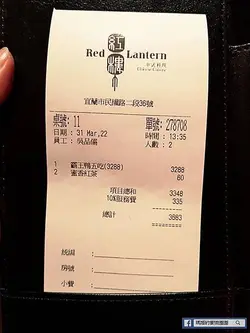 紅樓
Red Lantern
中式料理
Chinese Cuisine
宜蘭市民權路二段36號
桌號: 11 單號: 278708
日期 : 31 Mar,22 時間 : 13:35
員工 : 吳品儒 人數 : 2
1 霸王鴨五吃(3288) 3288
2 蜜香紅茶 60
項目總和 3348
10%服務費 335
總計 3683
統編 :
房號 :
小費 :